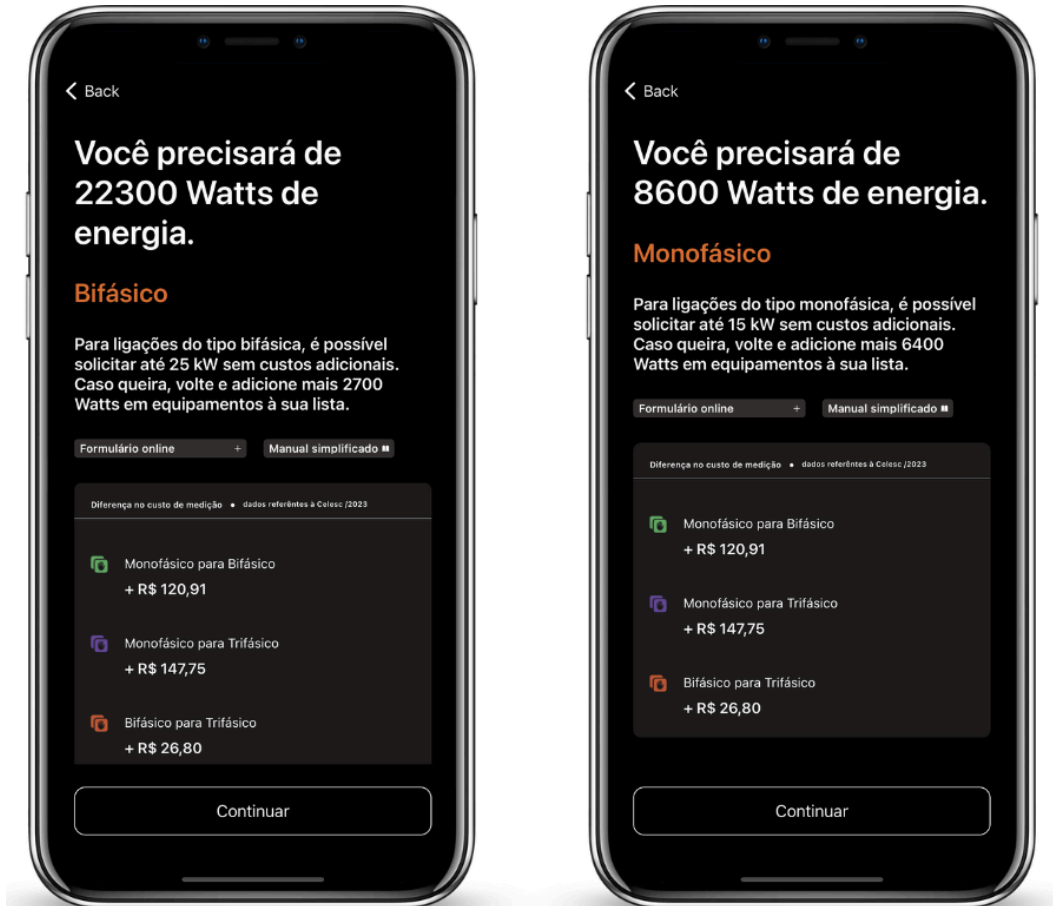 Back
Você precisará de
22300 Watts de
energia.
Bifásico
Para ligações do tipo bifásica, é possível
solicitar até 25 kW sem custos adicionais.
Caso queira, volte e adicione mais 2700
Watts em equipamentos à sua lista.
Formulário online +
Manual simplificado
Diferença no custo de medição • dados referêntes à Celesc /2023
Monofásico para Bifásico
+ R$ 120,91
Monofásico para Trifásico
+ R$ 147,75
Bifásico para Trifásico
+ R$ 26,80
Continuar
Back
Você precisará de
8600 Watts de energia.
Monofásico
Para ligações do tipo monofásica, é possível
solicitar até 15 kW sem custos adicionais.
Caso queira, volte e adicione mais 6400
Watts em equipamentos à sua lista.
Formulário online +
Manual simplificado
Diferença no custo de medição • dados referêntes à Celesc /2023
Monofásico para Bifásico
+ R$ 120,91
Monofásico para Trifásico
+ R$ 147,75
Bifásico para Trifásico
+ R$ 26,80
Continuar